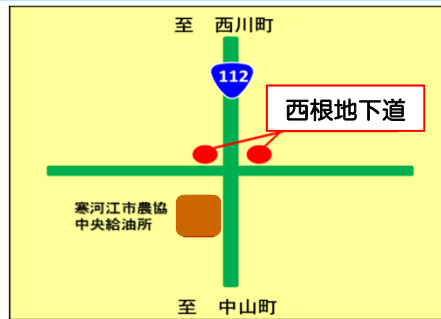 至 西川町
112
西根地下道
寒河江市農協
中央給油所
至 中山町